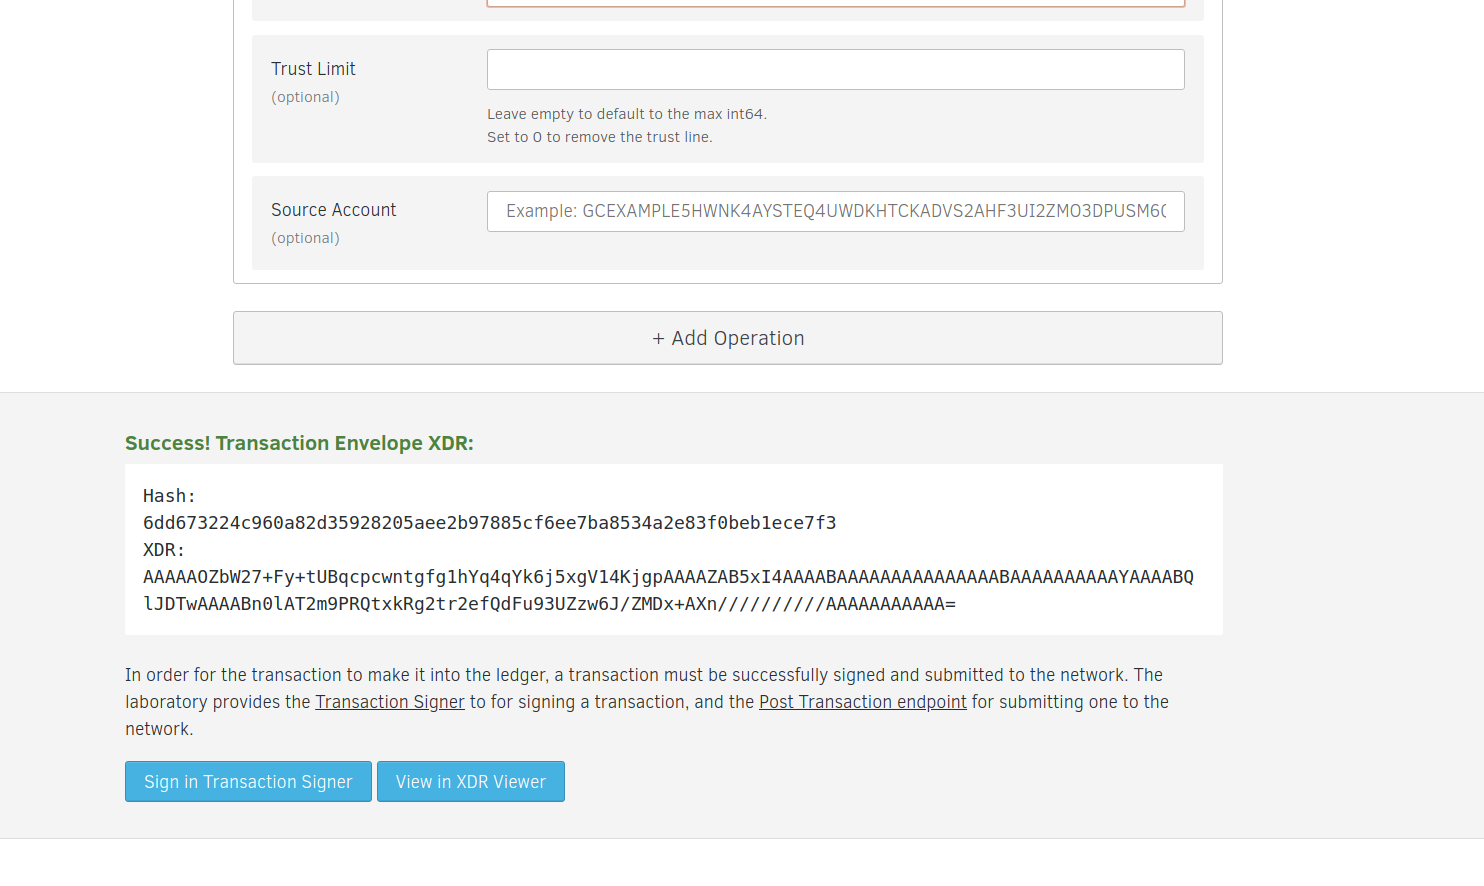 Trust Limit
(optional)
Leave empty to default to the max int64.
Set to 0 to remove the trust line.
Source Account
Example: GCEXAMPLE5HWNK4AYSTEQ4UWDKHTCKADVS2AHF3UI2ZMO3DPUSM6Q
(optional)
+ Add Operation
Success! Transaction Envelope XDR:
Hash:
6dd673224c960a82d35928205aee2b97885cf6ee7ba8534a2e83f0beb1ece7f3
XDR:
AAAAAOZbW27+Fy+tUBqcpcwntgfg1hYq4qYk6j5xgV14KjgpAAAAZAB5xI4AAAABAAAAAAAAAAAAAAABAAAAAAAAAAYAAAABQ
lJDTwAAAABn0lAT2m9PRQtxkRg2tr2efQdFu93UZzw6J/ZMDx+AXn//////////AAAAAAAAAAA=
In order for the transaction to make it into the ledger, a transaction must be successfully signed and submitted to the network. The
laboratory provides the Transaction Signer to for signing a transaction, and the Post Transaction endpoint for submitting one to the
network.
Sign in Transaction Signer
View in XDR Viewer